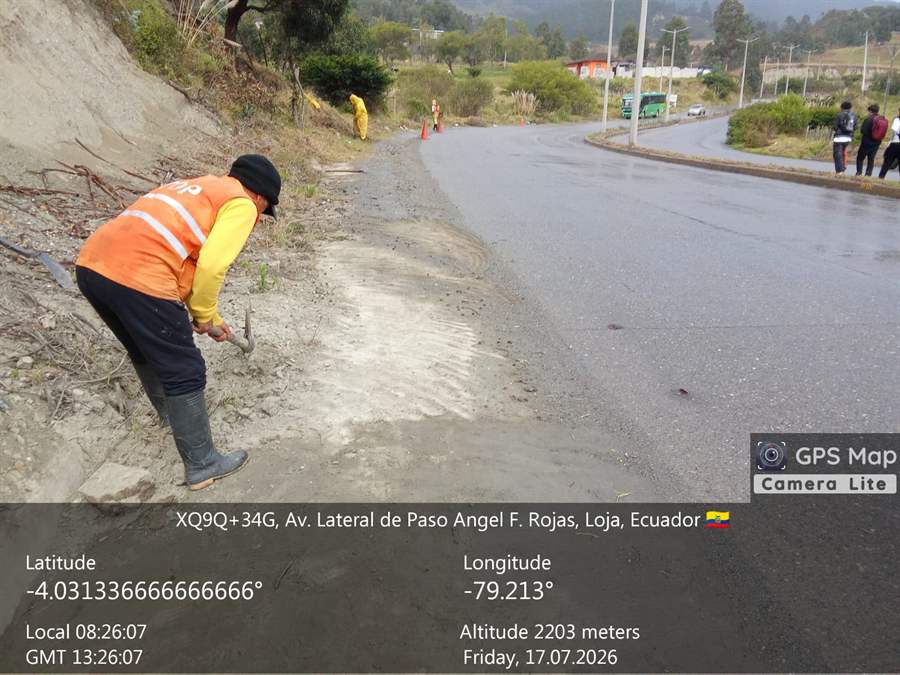 GPS Map
Camera Lite
XQ9Q+34G, Av. Lateral de Paso Angel F. Rojas, Loja, Ecuador
Latitude
-4.031336666666666°
Longitude
-79.213°
Local 08:26:07
GMT 13:26:07
Altitude 2203 meters
Friday, 17.07.2026